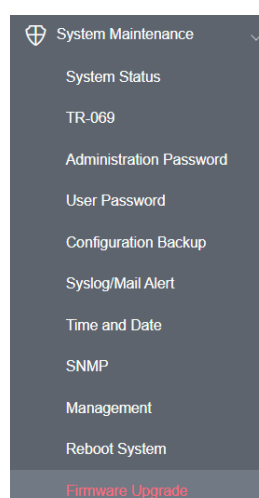 System Maintenance
System Status
TR-069
Administration Password
User Password
Configuration Backup
Syslog/Mail Alert
Time and Date
SNMP
Management
Reboot System
Firmware Upgrade